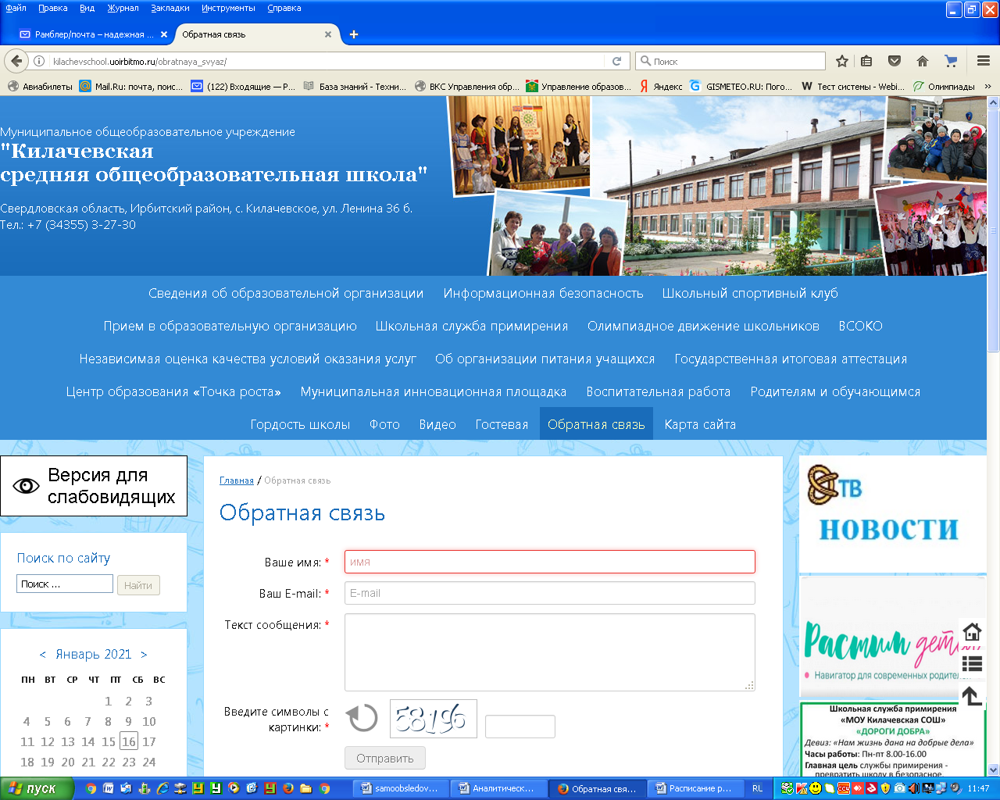 Файл Правка Вид Журнал Закладки Инструменты Справка
Рамблер/почта – надежная ...
Обратная связь
kilachevschool.uoirbitmo.ru/obratnaya_svyaz/
Поиск
Авиабилеты Mail.Ru: почта, поис... (122) Входящие — Р... База знаний - Техни... ВКС Управления обр... Управление образов... Яндекс GISMETEO.RU: Пого... Тест системы - Webi... Олимпиады
Муниципальное общеобразовательное учреждение
"Килачевская
средняя общеобразовательная школа"
Свердловская область, Ирбитский район, с. Килачевское, ул. Ленина 36 б.
Тел.: +7 (34355) 3-27-30
Сведения об образовательной организации Информационная безопасность Школьный спортивный клуб
Прием в образовательную организацию Школьная служба примирения Олимпиадное движение школьников ВСОКО
Независимая оценка качества условий оказания услуг Об организации питания учащихся Государственная итоговая аттестация
Центр образования «Точка роста» Муниципальная инновационная площадка Воспитательная работа Родителям и обучающимся
Гордость школы Фото Видео Гостевая Обратная связь Карта сайта
Версия для
слабовидящих
Поиск по сайту
Поиск ...
Найти
< Январь 2021 >
ПН ВТ СР ЧТ ПТ СБ ВС
1 2 3
4 5 6 7 8 9 10
11 12 13 14 15 16 17
18 19 20 21 22 23 24
Главная / Обратная связь
Обратная связь
Ваше имя: *
имя
Ваш E-mail: *
E-mail
Текст сообщения: *
Введите символы с
картинки: *
58196
Отправить
ТВ
НОВОСТИ
Растим
Навигатор для современных
Школьная служба примирения
«МОУ Килачевская СОШ»
«ДОРОГИ ДОБРА»
Девиз: «Нам жизнь дана на добрые дела»
Часы работы: Пн-пт 8.00-16.00
Главная цель службы примирения -
превратить школу в безопасное
пуск
samoobsledov...
Аналитическ...
Обратная свя...
Расписание р...
RU
11:47